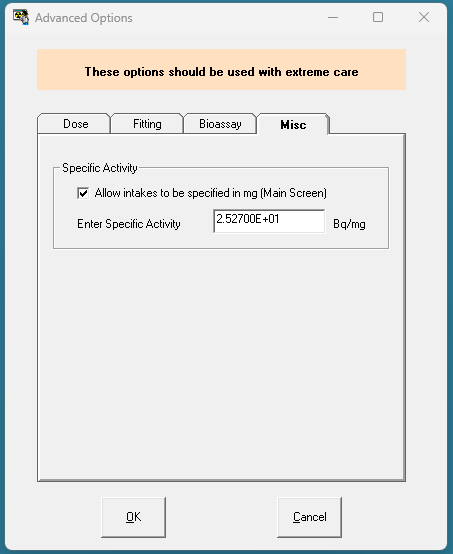 Advanced Options
These options should be used with extreme care
Dose
Fitting
Bioassay
Misc
Specific Activity
Allow intakes to be specified in mg (Main Screen)
Enter Specific Activity 2.52700E+01 Bq/mg
OK
Cancel